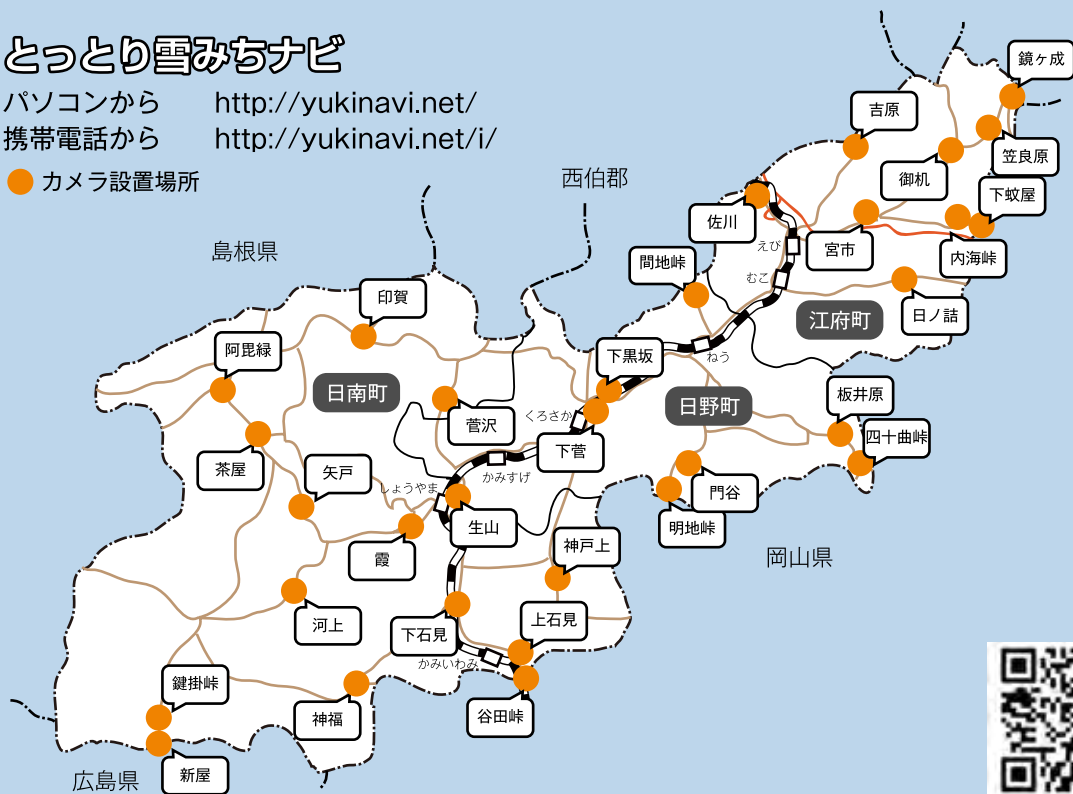 とっとり雪みちナビ
パソコンから http://yukinavi.net/
携帯電話から http://yukinavi.net/i/
カメラ設置場所
鏡ヶ成
吉原
笠良原
御机
西伯郡
下蚊屋
佐川
島根県
えび
宮市
内海峠
間地峠
むこ
印賀
江府町
日ノ詰
阿毘縁
下黒坂
ねう
日南町
日野町
板井原
くろさか
菅沢
四十曲峠
下菅
茶屋
矢戸
かみすげ
しょうやま
門谷
生山
明地峠
神戸上
霞
岡山県
上石見
河上
下石見
かみいわみ
鍵掛峠
神福
谷田峠
新屋
広島県